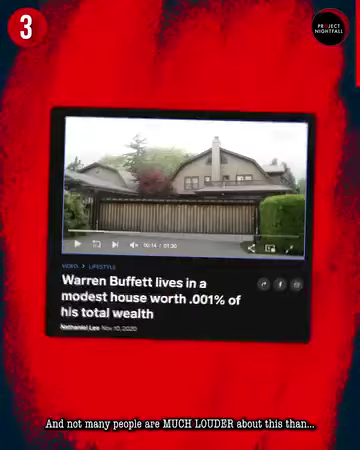 3
PROJECT
NIGHTFALL
00:14 / 01:30
VIDEO > LIFESTYLE
Warren Buffett lives in a
modest house worth .001% of
his total wealth
Nathaniel Lee Nov 10, 2020
And not many people are MUCH LOUDER about this than...